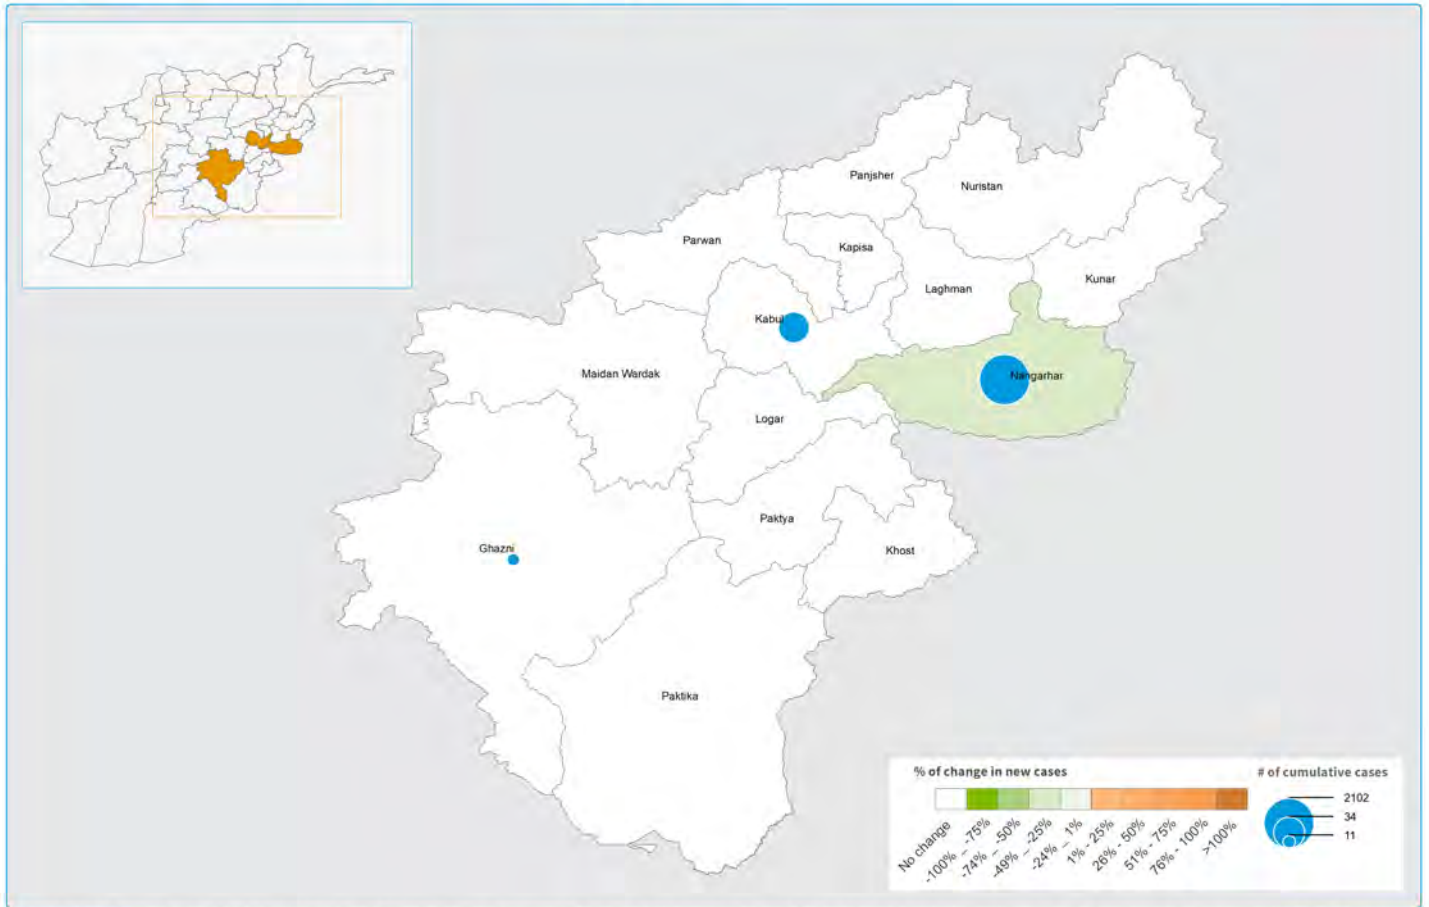 Panjsher
Nuristan
Parwan
Kapisa
Kunar
Laghman
Kabul
Maidan Wardak
Nangarhar
Logar
Paktya
Ghazni
Khost
Paktika
% of change in new cases
No change
-100% _ -75%
-74% _ -50%
-49% _ -25%
-24% _ 1%
1% - 25%
26% - 50%
51% - 75%
76% - 100%
>100%
# of cumulative cases
2102
34
11